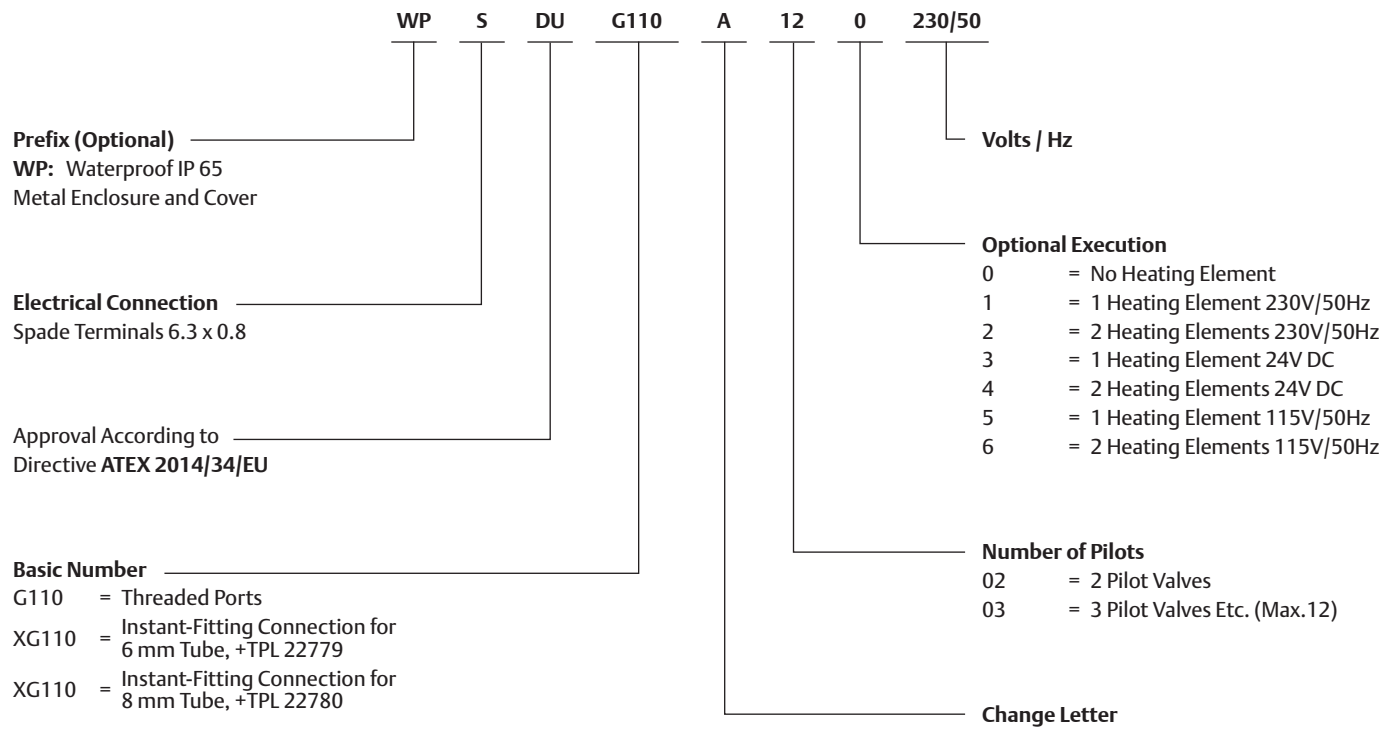 WP S DU G110 A 12 0 230/50
Prefix (Optional)
WP: Waterproof IP 65
Metal Enclosure and Cover
Electrical Connection
Spade Terminals 6.3 x 0.8
Approval According to
Directive ATEX 2014/34/EU
Basic Number
G110 = Threaded Ports
XG110 = Instant-Fitting Connection for
6 mm Tube, +TPL 22779
XG110 = Instant-Fitting Connection for
8 mm Tube, +TPL 22780
Volts / Hz
Optional Execution
0 = No Heating Element
1 = 1 Heating Element 230V/50Hz
2 = 2 Heating Elements 230V/50Hz
3 = 1 Heating Element 24V DC
4 = 2 Heating Elements 24V DC
5 = 1 Heating Element 115V/50Hz
6 = 2 Heating Elements 115V/50Hz
Number of Pilots
02 = 2 Pilot Valves
03 = 3 Pilot Valves Etc. (Max.12)
Change Letter